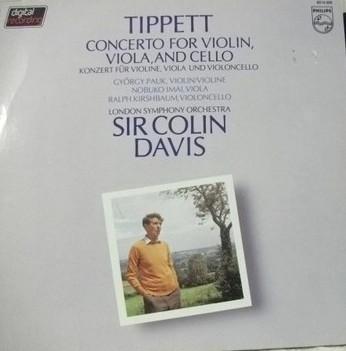 digital
recording
PHILIPS
TIPPETT
CONCERTO FOR VIOLIN,
VIOLA, AND CELLO
KONZERT FÜR VIOLINE, VIOLA UND VIOLONCELLO
GYÖRGY PAUK, VIOLIN/VIOLINE
NOBUKO IMAI, VIOLA
RALPH KIRSHBAUM, VIOLONCELLO
LONDON SYMPHONY ORCHESTRA
SIR COLIN
DAVIS